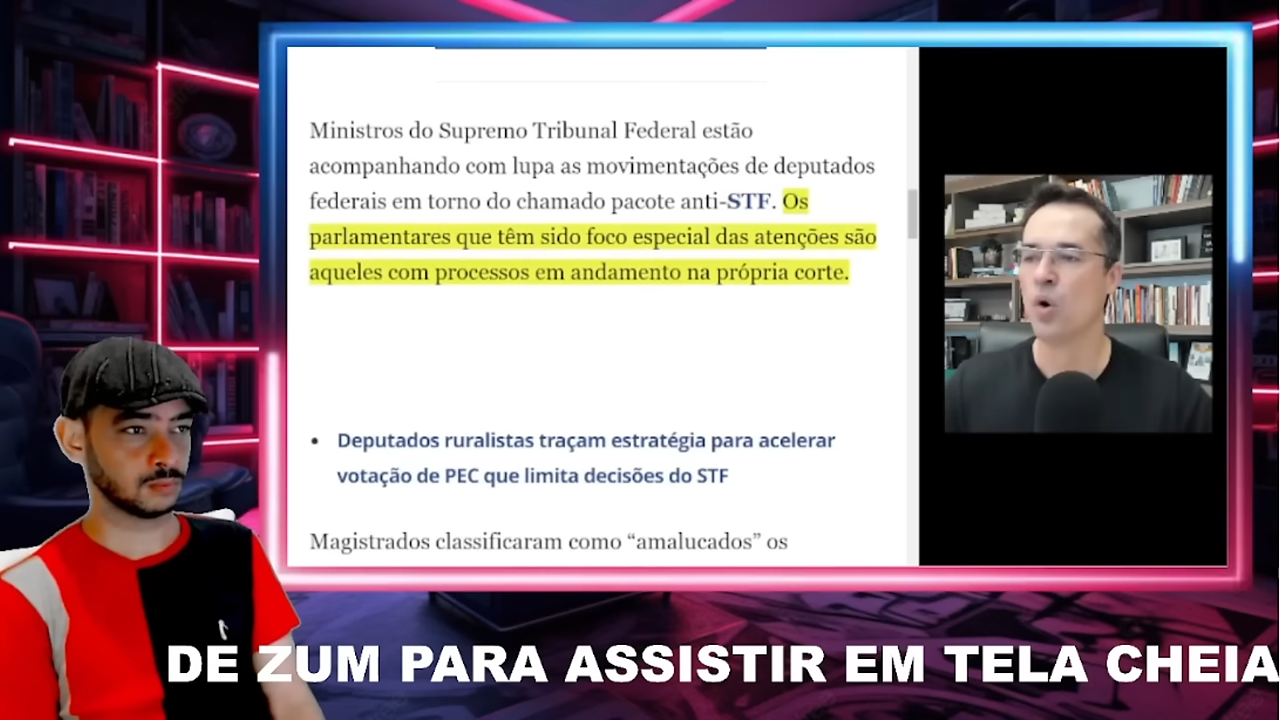 Ministros do Supremo Tribunal Federal estão
acompanhando com lupa as movimentações de deputados
federais em torno do chamado pacote anti-STF. Os
parlamentares que têm sido foco especial das atenções são
aqueles com processos em andamento na própria corte.
• Deputados ruralistas traçam estratégia para acelerar
votação de PEC que limita decisões do STF
Magistrados classificaram como “amalucados” os
DE ZUM PARA ASSISTIR EM TELA CHEIA